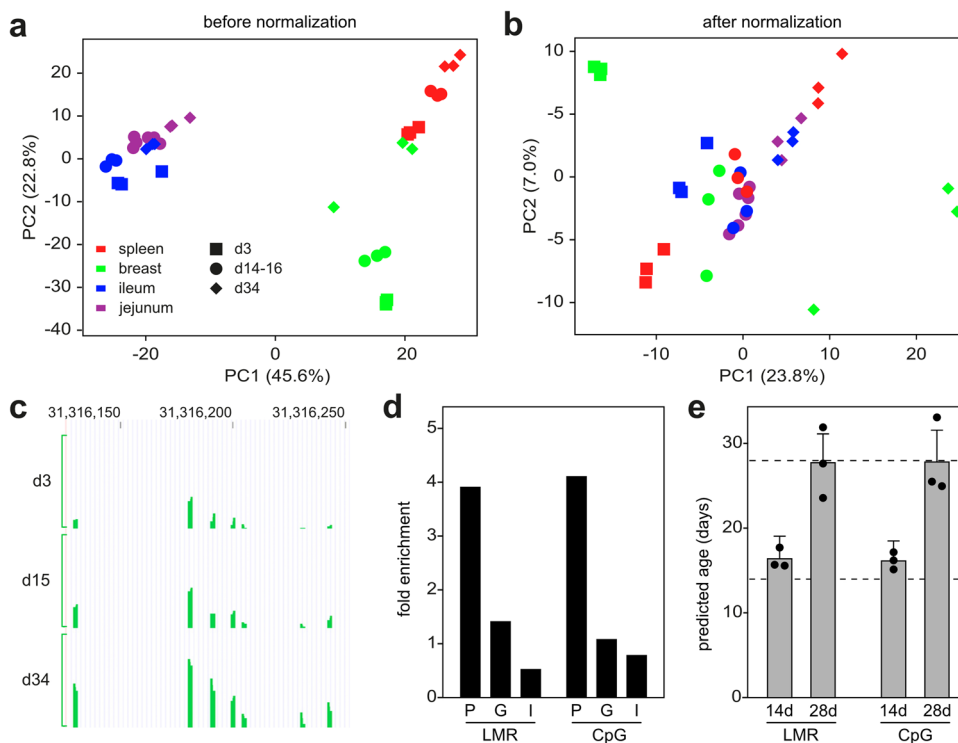 a
before normalization
20
10
0
-10
-20
-30
-40
PC2 (22.8%)
spleen
breast
ileum
jejunum
d3
d14-16
d34
-20
0
20
PC1 (45.6%)
b
after normalization
10
5
0
-5
-10
PC2 (7.0%)
-10
0
10
20
PC1 (23.8%)
c
31,316,150
31,316,200
31,316,250
d3
d15
d34
d
5
4
3
2
1
0
fold enrichment
P G I P G I
LMR CpG
e
30
20
10
0
predicted age (days)
14d 28d 14d 28d
LMR CpG